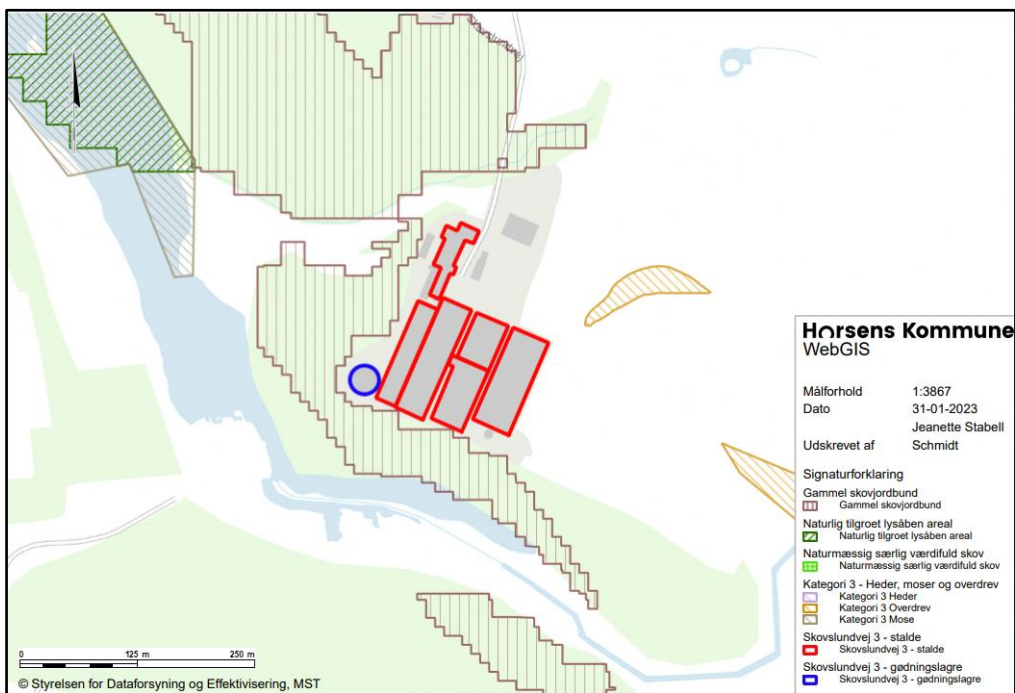 Skovslundvej
Horsens Kommune
WebGIS
Målforhold 1:3867
Dato 31-01-2023
Jeanette Stabell
Udskrevet af Schmidt
Signaturforklaring
Gammel skovjordbund
Gammel skovjordbund
Naturlig tilgroet lysåben areal
Naturlig tilgroet lysåben areal
Naturmæssig særlig værdifuld skov
Naturmæssig særlig værdifuld skov
Kategori 3 - Heder, moser og overdrev
Kategori 3 Heder
Kategori 3 Overdrev
Kategori 3 Mose
Skovslundvej 3 - stalde
Skovslundvej 3 - stalde
Skovslundvej 3 - gødningslagre
Skovslundvej 3 - gødningslagre
0 125 m 250 m
© Styrelsen for Dataforsyning og Effektivisering, MST